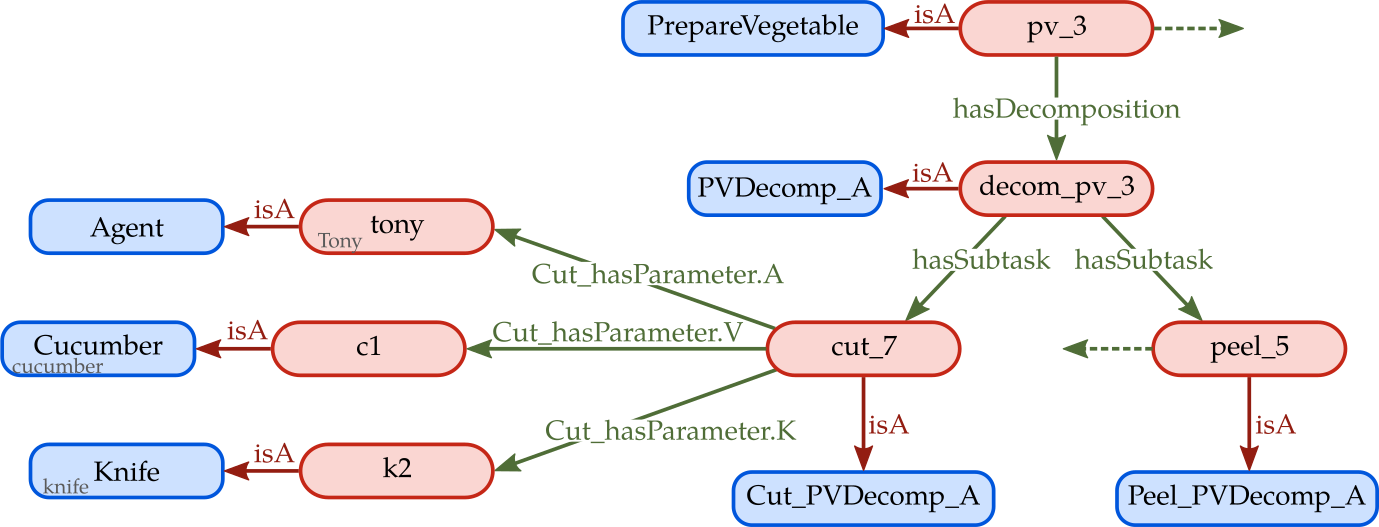 PrepareVegetable
isA
pv_3
hasDecomposition
PVDecomp_A
isA
decom_pv_3
Agent
isA
tony
Tony
hasSubtask
hasSubtask
Cut_hasParameter.A
Cucumber
cucumber
isA
c1
Cut_hasParameter.V
cut_7
peel_5
Cut_hasParameter.K
isA
isA
Knife
knife
isA
k2
Cut_PVDecomp_A
Peel_PVDecomp_A